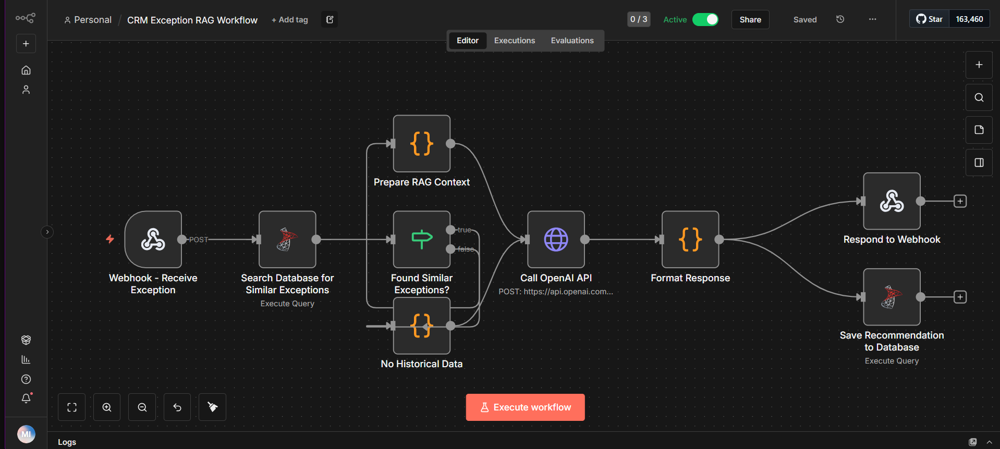 Personal / CRM Exception RAG Workflow + Add tag 0 / 3 Active Share Saved ... Star 163,460
Editor Executions Evaluations
Prepare RAG Context
POST
true
false
Webhook - Receive
Exception
Search Database for
Similar Exceptions
Execute Query
Found Similar
Exceptions?
Call OpenAI API
POST: https://api.openai.com...
Format Response
Respond to Webhook
No Historical Data
Save Recommendation
to Database
Execute Query
Execute workflow
MI
Logs